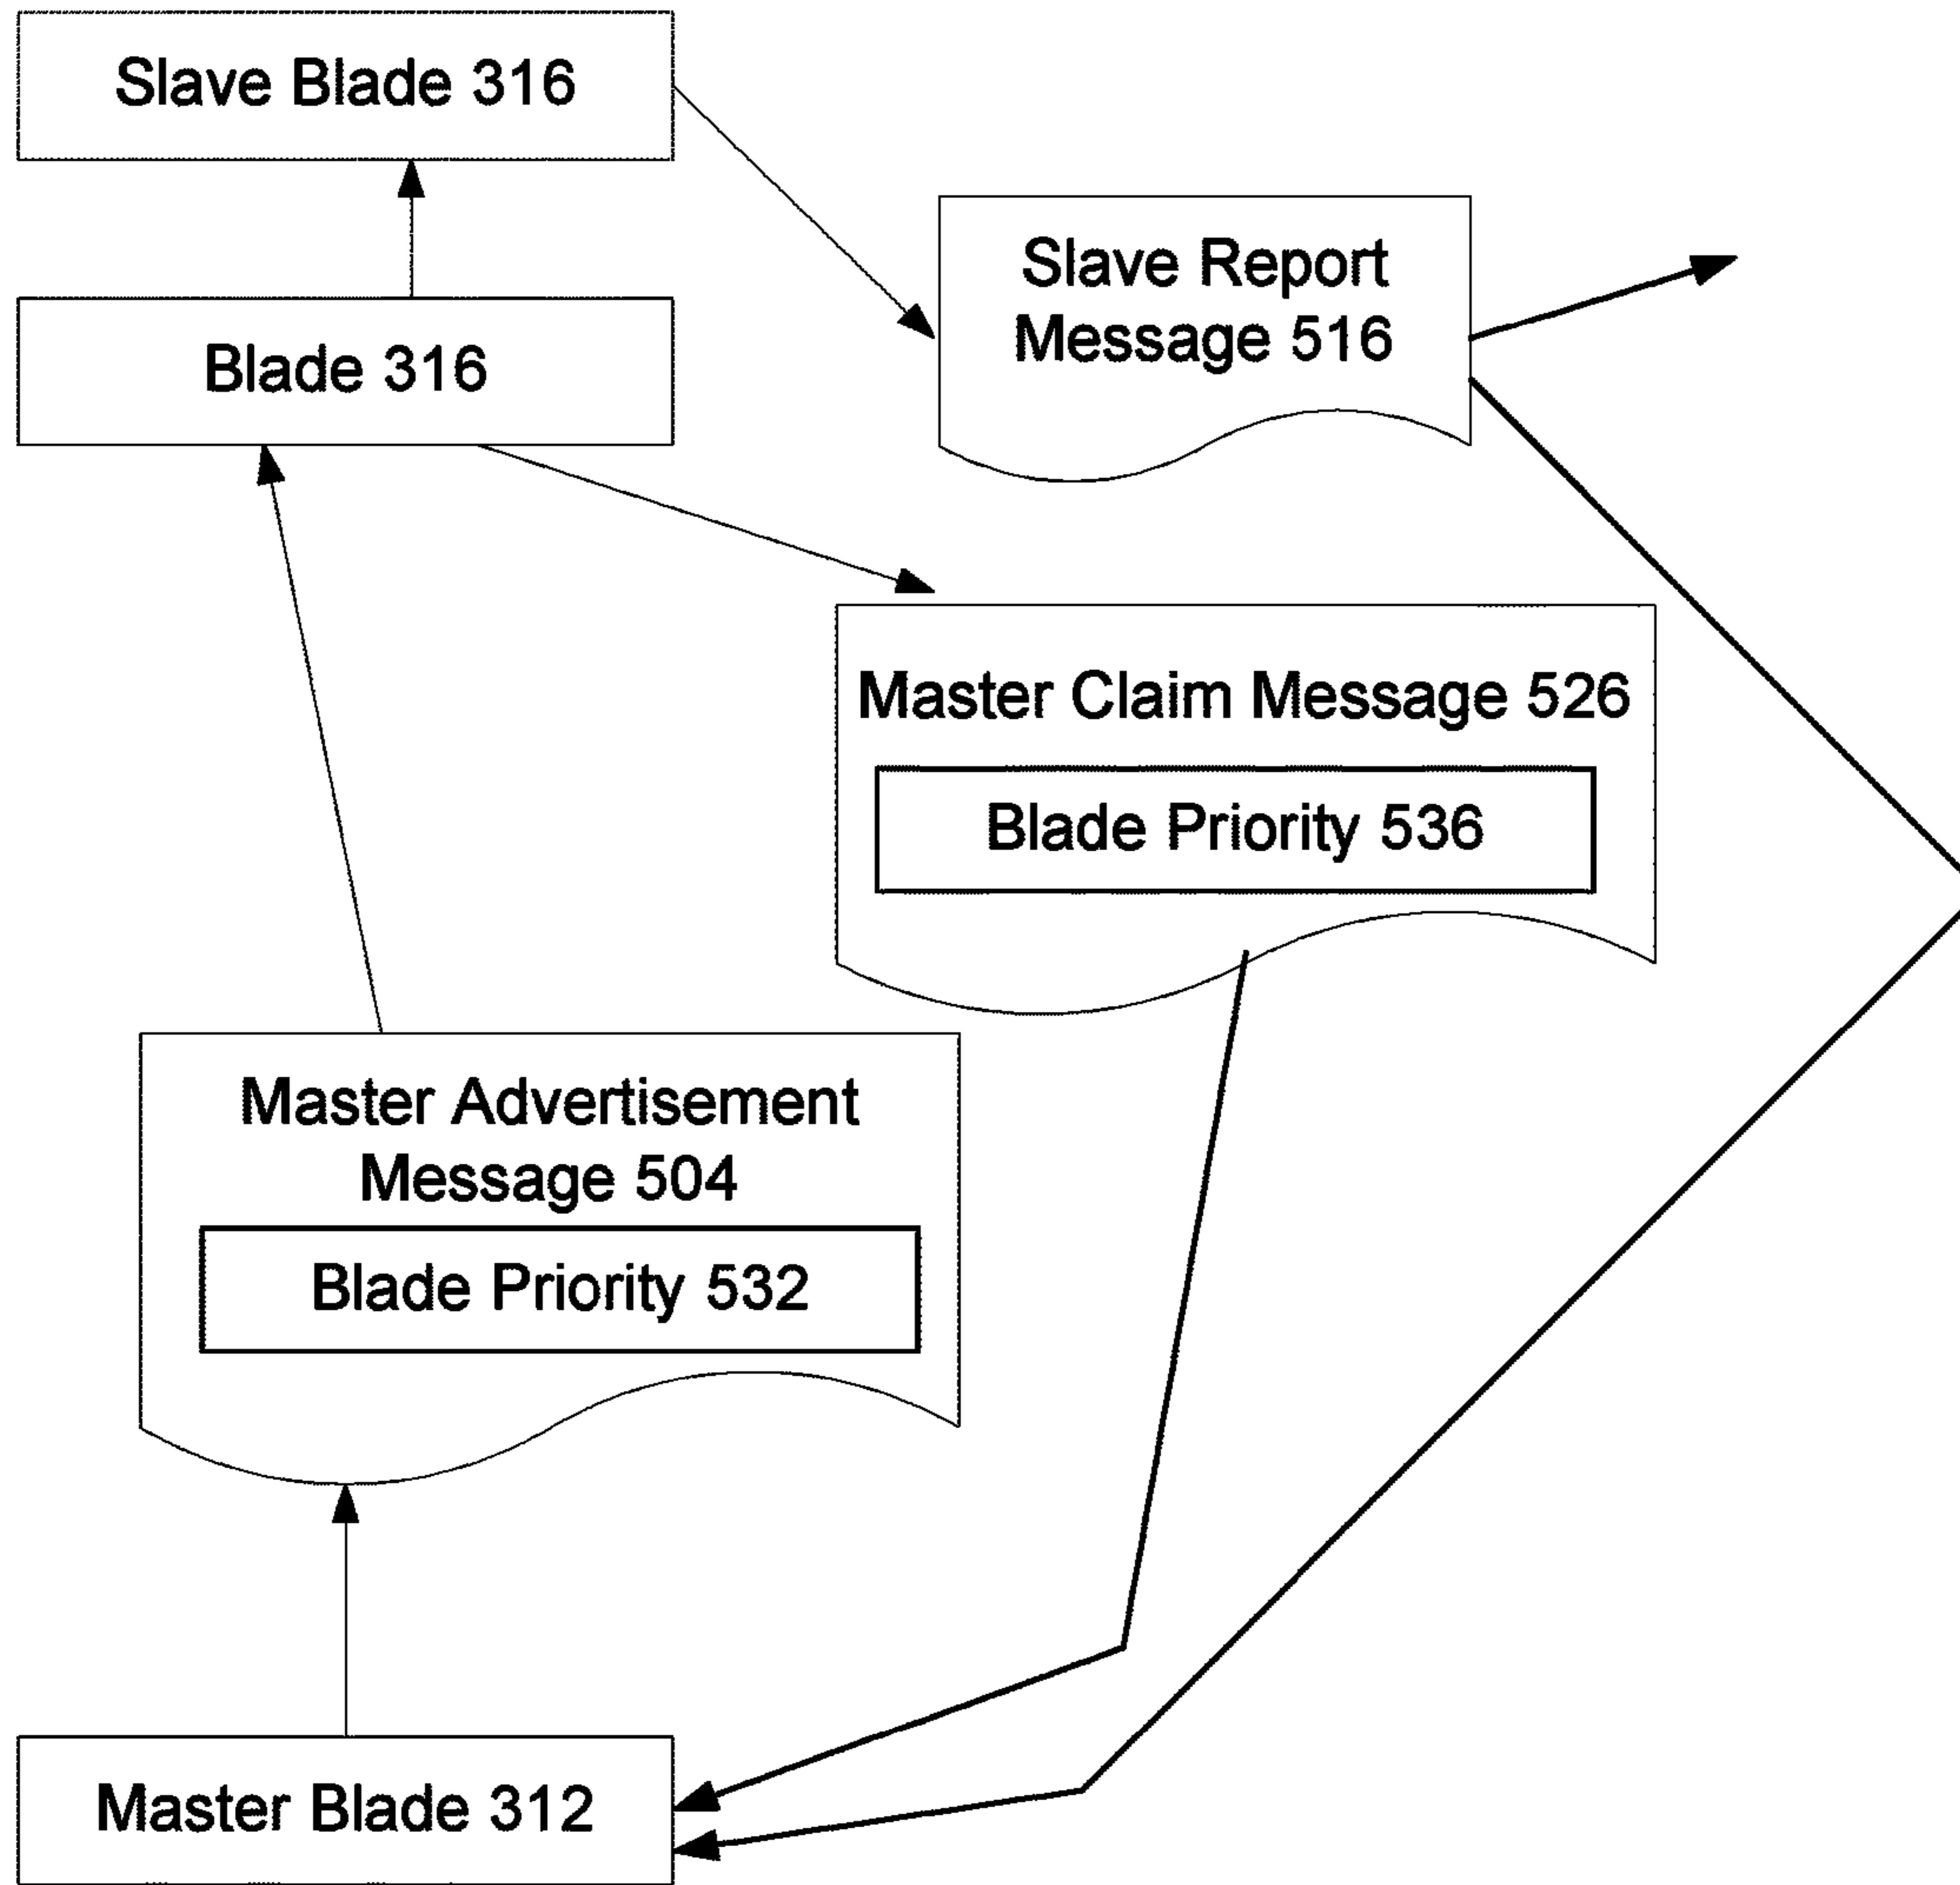 Slave Blade 316
Slave Report
Message 516
Blade 316
Master Claim Message 526
Blade Priority 536
Master Advertisement
Message 504
Blade Priority 532
Master Blade 312